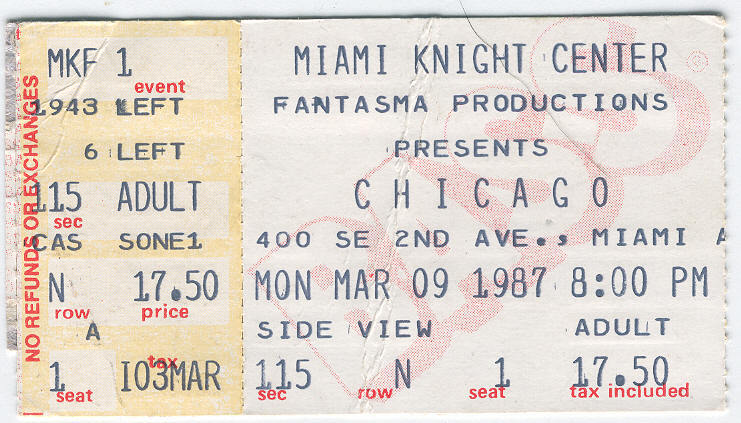 NO REFUNDS OR EXCHANGES
MKF 1
event
1943 LEFT
6 LEFT
115 ADULT
sec
CAS SONE1
N 17.50
row price
A
tax
1 I03MAR
seat
MIAMI KNIGHT CENTER
FANTASMA PRODUCTIONS
PRESENTS
CHICAGO
400 SE 2ND AVE., MIAMI A
MON MAR 09 1987 8:00 PM
SIDE VIEW ADULT
115 N 1 17.50
sec row seat tax included